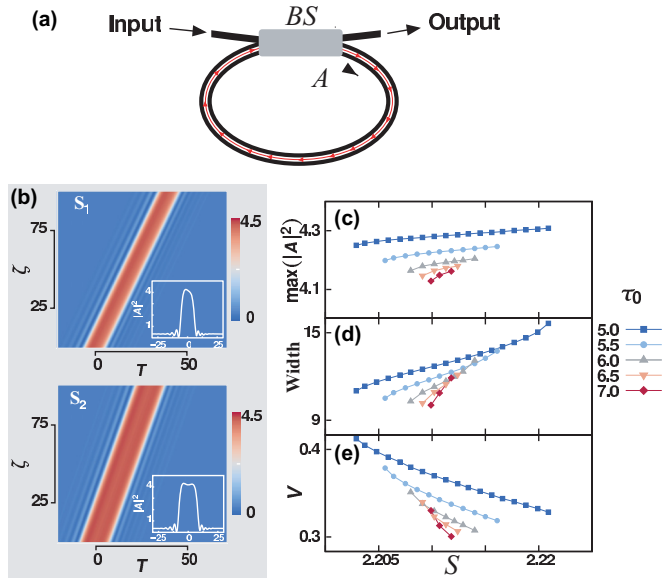 (a)
BS
Input
Output
A
(b)
S1
75
25
ζ
4.5
0
4
1
|A|²
−25
0
25
0
T
50
S2
75
25
ζ
4.5
0
4
1
|A|²
−25
0
25
0
T
50
(c)
4.3
4.1
max(|A|²)
(d)
15
9
Width
(e)
0.4
0.3
V
2.205
S
2.22
τ0
5.0
5.5
6.0
6.5
7.0